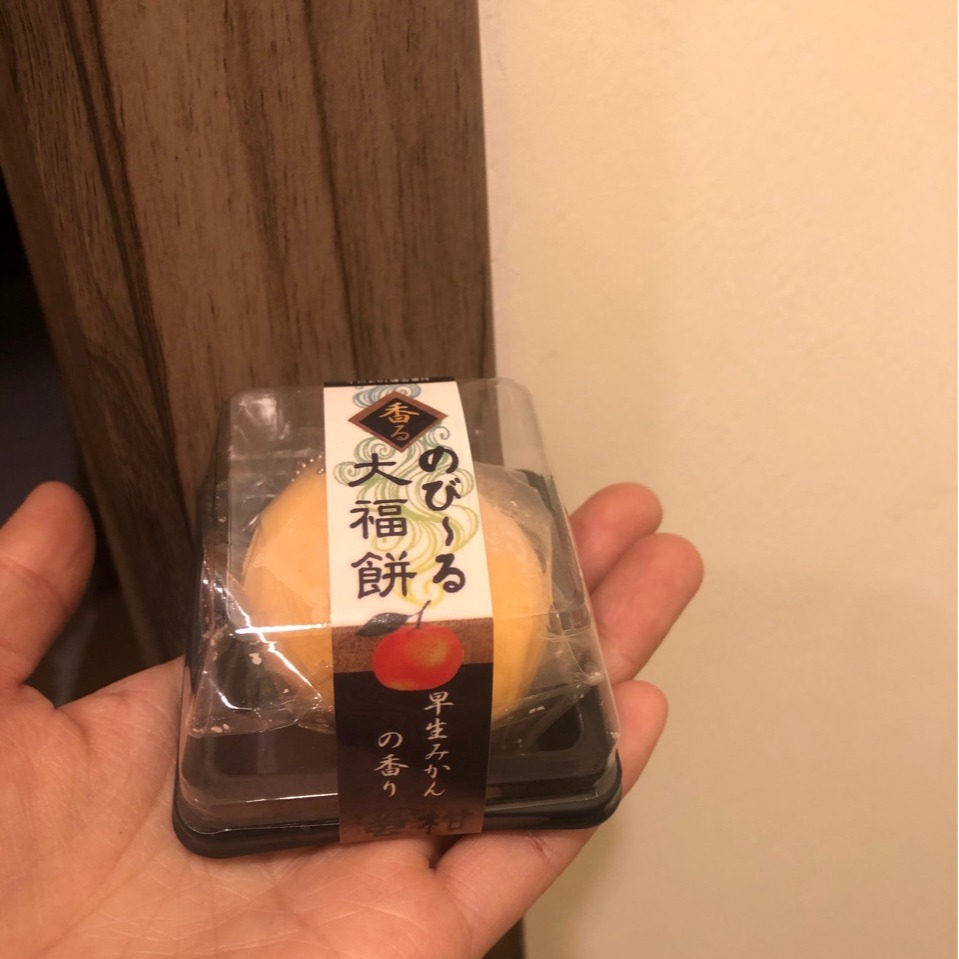 香る
のび〜る
大福餅
早生みかん
の香り